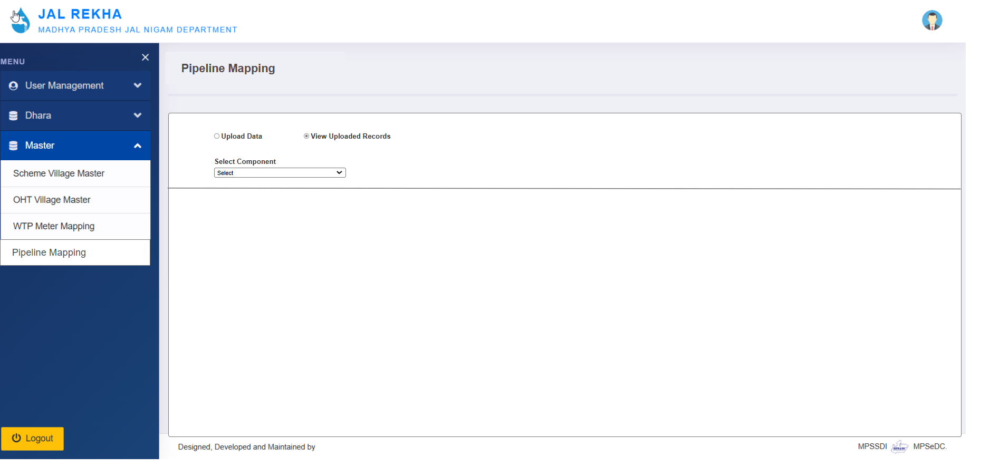 JAL REKHA
MADHYA PRADESH JAL NIGAM DEPARTMENT
MENU
User Management
Dhara
Master
Scheme Village Master
OHT Village Master
WTP Meter Mapping
Pipeline Mapping
Logout
Pipeline Mapping
Upload Data View Uploaded Records
Select Component
Select
Designed, Developed and Maintained by
MPSSDI MPSeDC.